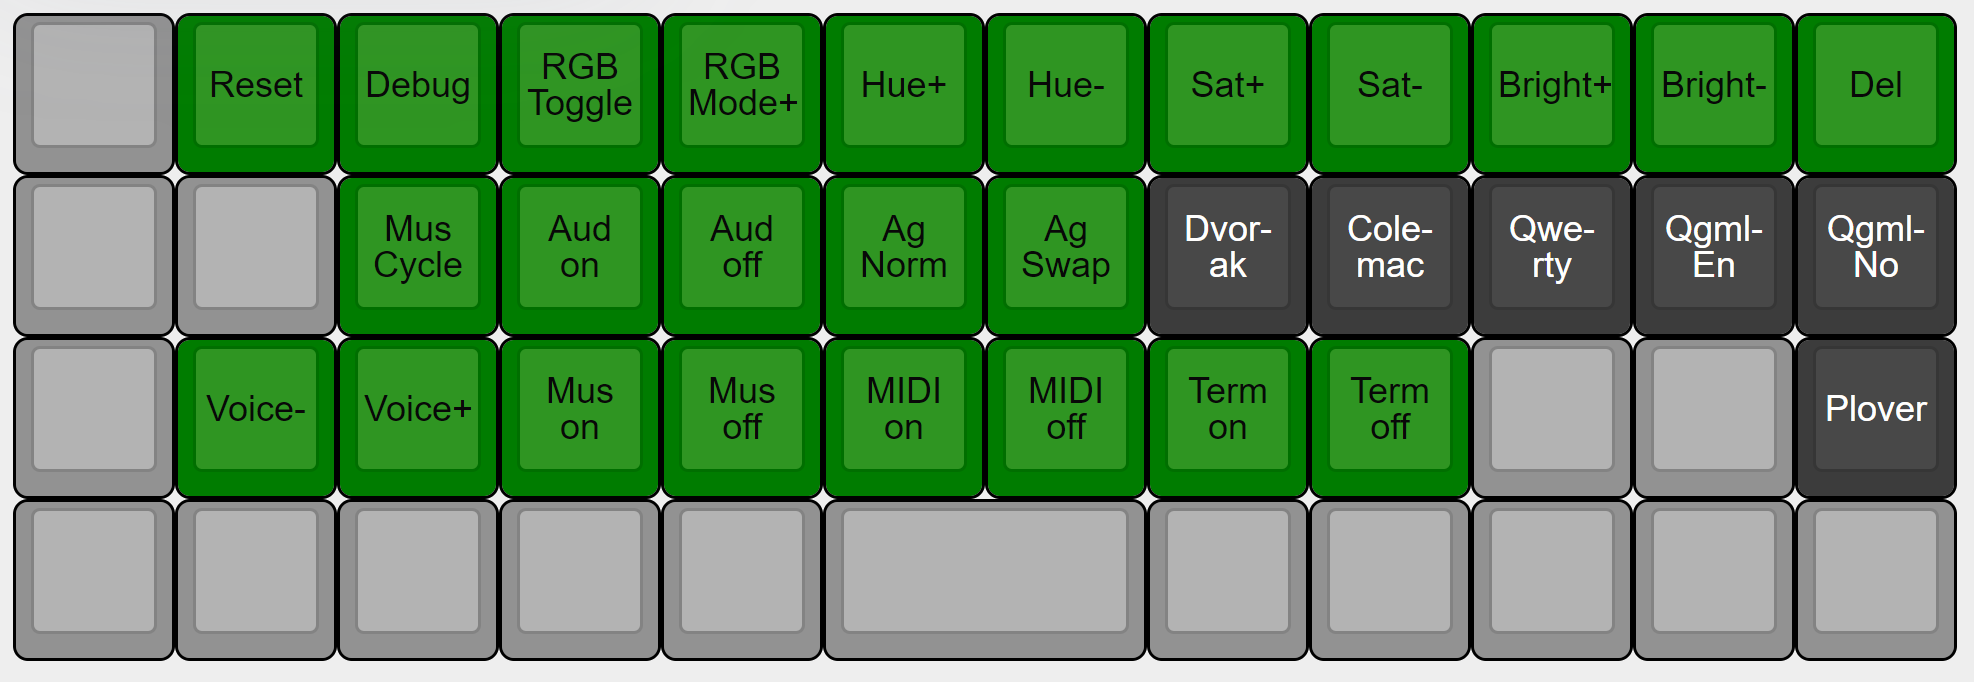 Reset
Debug
RGB
Toggle
RGB
Mode+
Hue+
Hue-
Sat+
Sat-
Bright+
Bright-
Del
Mus
Cycle
Aud
on
Aud
off
Ag
Norm
Ag
Swap
Dvor-
ak
Cole-
mac
Qwe-
rty
Qgml-
En
Qgml-
No
Voice-
Voice+
Mus
on
Mus
off
MIDI
on
MIDI
off
Term
on
Term
off
Plover